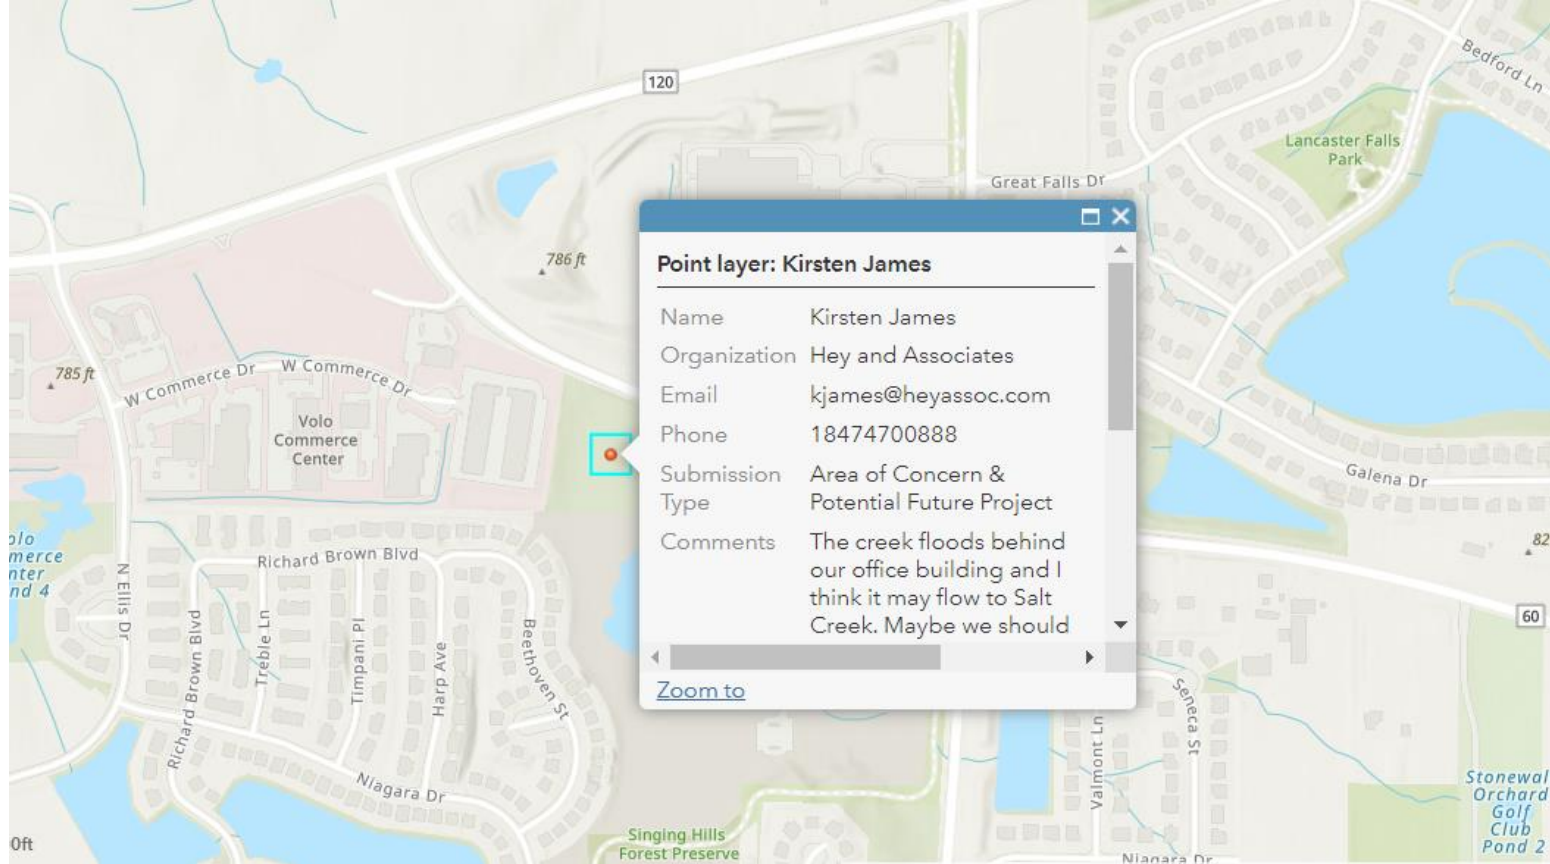 Bedford Ln
120
Lancaster Falls
Park
Great Falls Dr
786 ft
Point layer: Kirsten James
Name Kirsten James
Organization Hey and Associates
Email kjames@heyassoc.com
Phone 18474700888
Submission Area of Concern &
Type Potential Future Project
Comments The creek floods behind
our office building and I
think it may flow to Salt
Creek. Maybe we should
Zoom to
785 ft
W Commerce Dr
W Commerce Dr
Volo
Commerce
Center
Galena Dr
olo
merce
nter
nd 4
N Ellis Dr
Richard Brown Blvd
Richard Brown Blvd
Treble Ln
Timpani Pl
Harp Ave
Beethoven St
82
60
Niagara Dr
Valmont Ln
Seneca St
Stonewal
Orchard
Golf
Club
Pond 2
0ft
Singing Hills
Forest Preserve
Niagara Dr